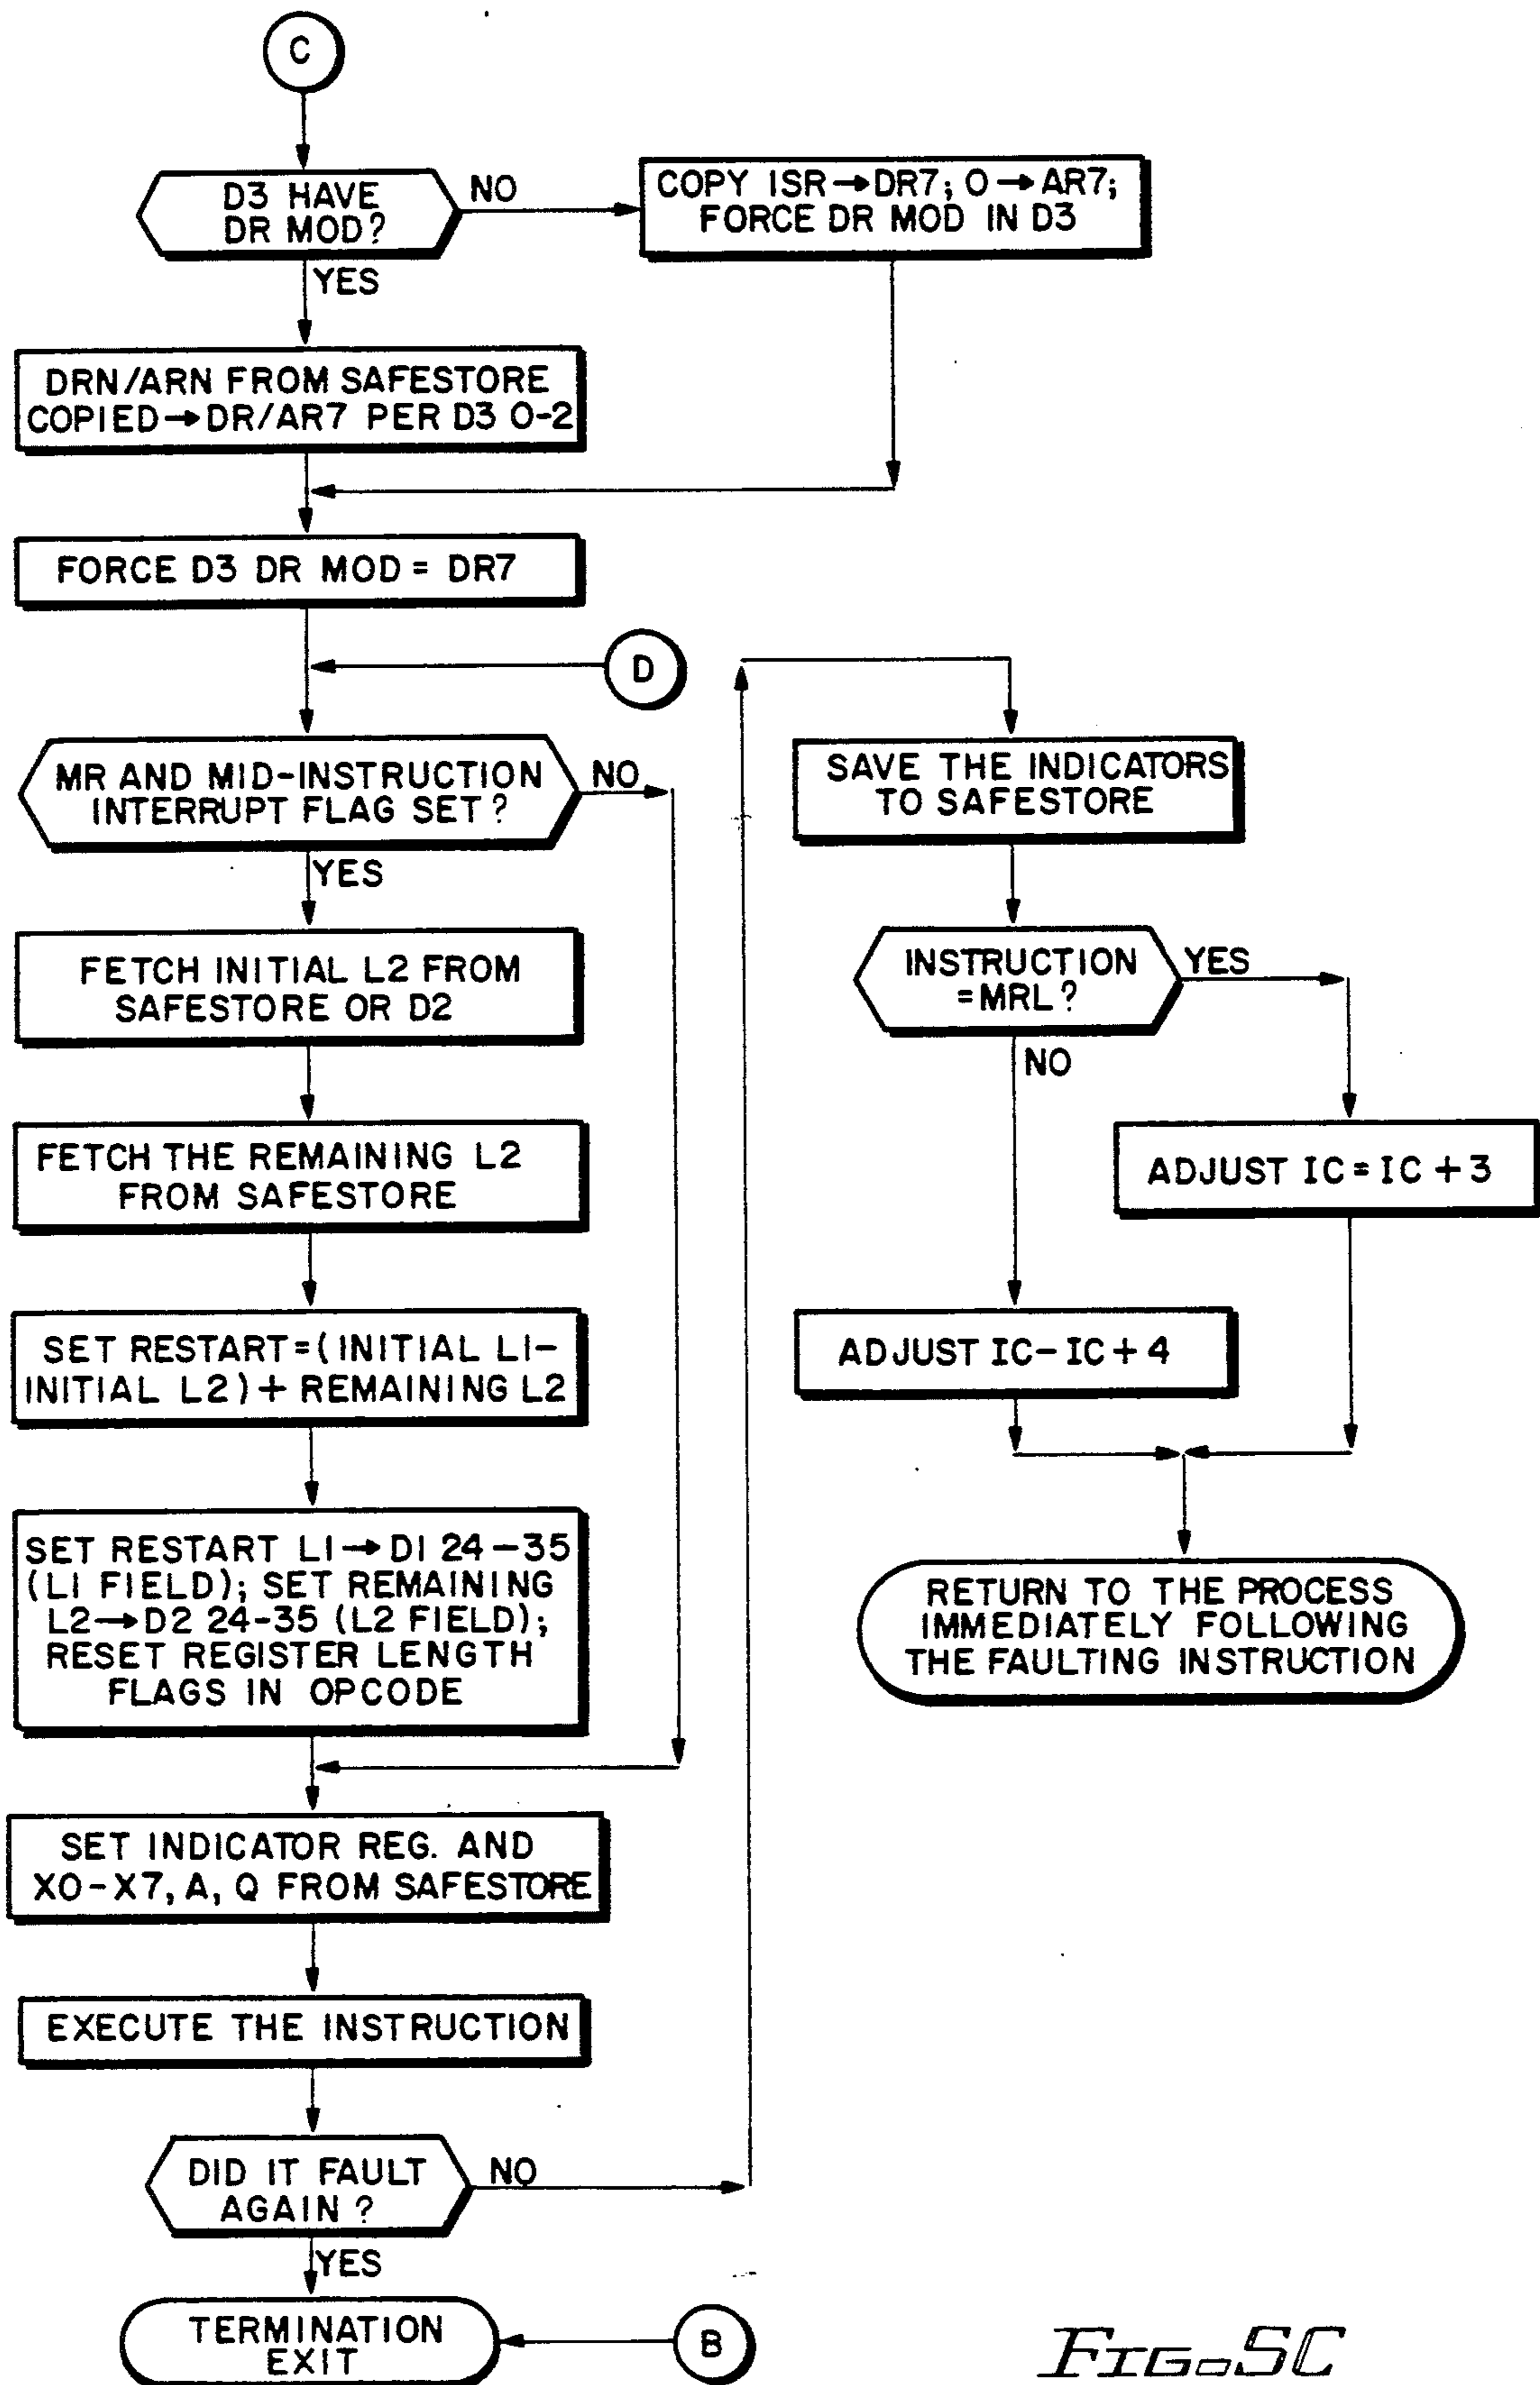 C
D3 HAVE
DR MOD?
NO
COPY ISR→DR7; O→AR7;
FORCE DR MOD IN D3
YES
DRN/ARN FROM SAFESTORE
COPIED→DR/AR7 PER D3 0-2
FORCE D3 DR MOD = DR7
D
MR AND MID-INSTRUCTION
INTERRUPT FLAG SET?
NO
YES
FETCH INITIAL L2 FROM
SAFESTORE OR D2
FETCH THE REMAINING L2
FROM SAFESTORE
SET RESTART=(INITIAL L1-
INITIAL L2)+ REMAINING L2
SET RESTART L1→D1 24-35
(L1 FIELD); SET REMAINING
L2→D2 24-35 (L2 FIELD);
RESET REGISTER LENGTH
FLAGS IN OPCODE
SET INDICATOR REG. AND
XO-X7, A, Q FROM SAFESTORE
EXECUTE THE INSTRUCTION
DID IT FAULT
AGAIN?
NO
YES
TERMINATION
EXIT
B
SAVE THE INDICATORS
TO SAFESTORE
INSTRUCTION
=MRL?
YES
NO
ADJUST IC=IC+3
ADJUST IC-IC+4
RETURN TO THE PROCESS
IMMEDIATELY FOLLOWING
THE FAULTING INSTRUCTION
FIG. 5C